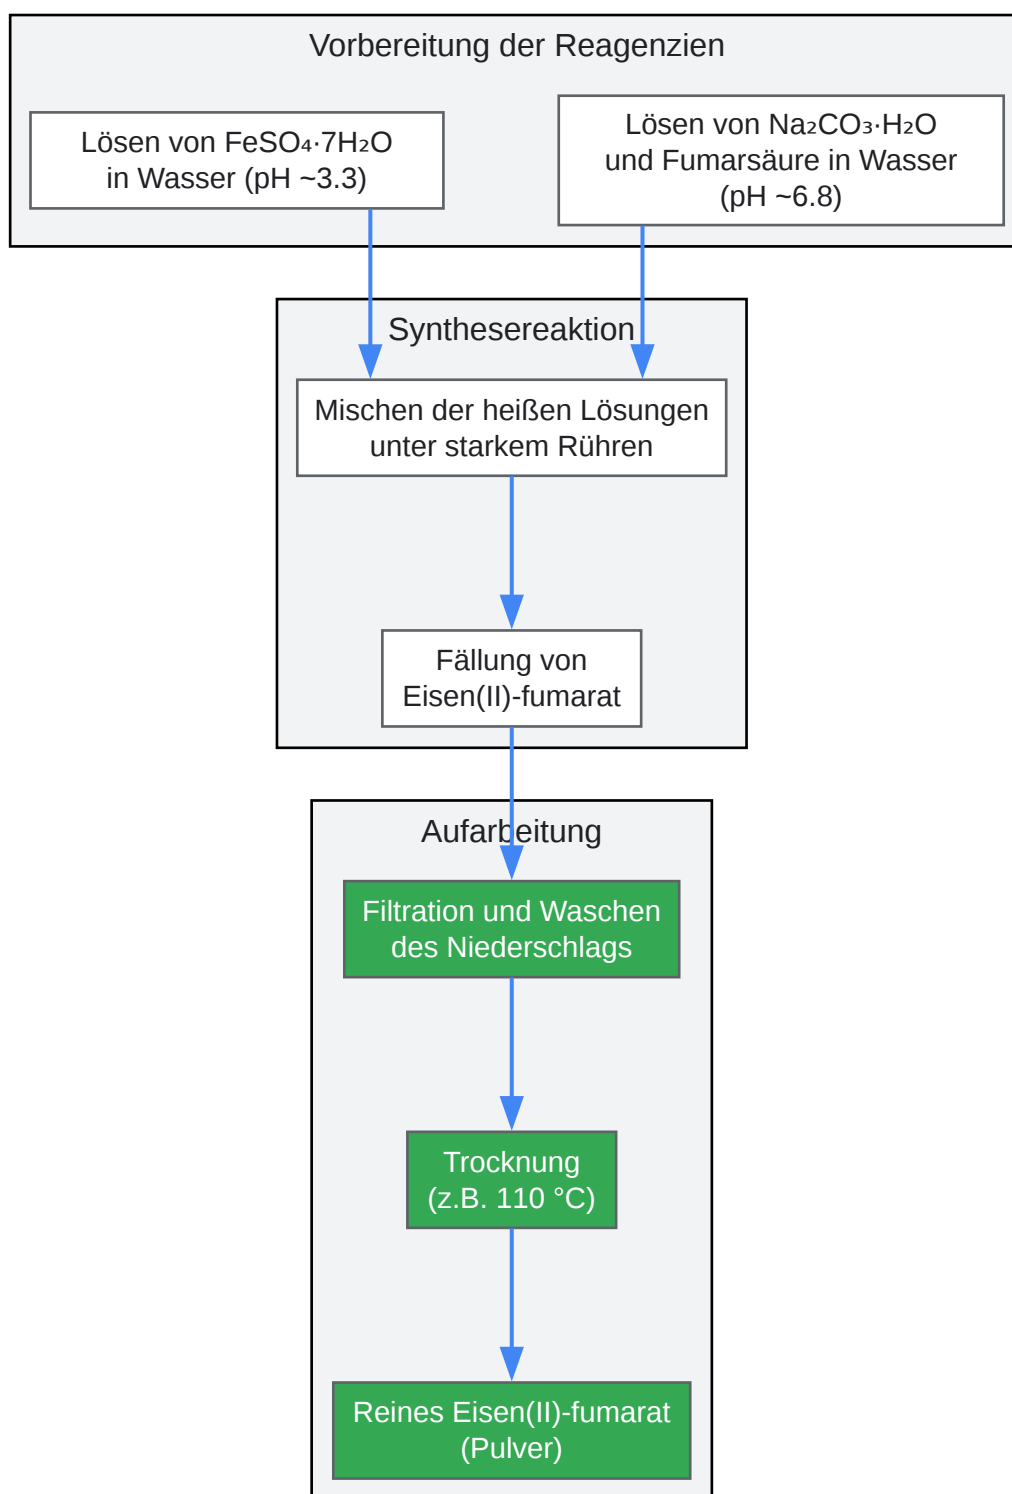 Vorbereitung der Reagenzien
Lösen von FeSO₄·7H₂O
in Wasser (pH ~3.3)
Lösen von Na₂CO₃·H₂O
und Fumarsäure in Wasser
(pH ~6.8)
Synthesereaktion
Mischen der heißen Lösungen
unter starkem Rühren
Fällung von
Eisen(II)-fumarat
Aufarbeitung
Filtration und Waschen
des Niederschlags
Trocknung
(z.B. 110 °C)
Reines Eisen(II)-fumarat
(Pulver)